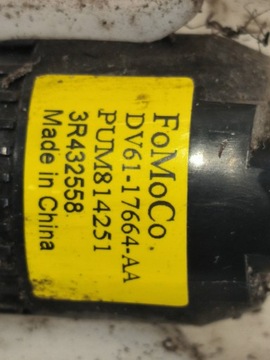 FoMoCo.
DV61-17664-AA
PUM814251
3R432558
Made in China